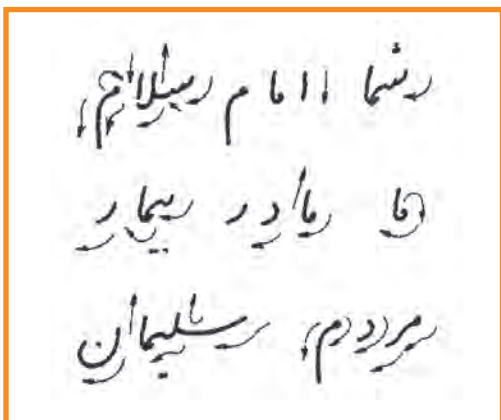 شما امام سلام
ما مادر بیمار
مردم سلیمان